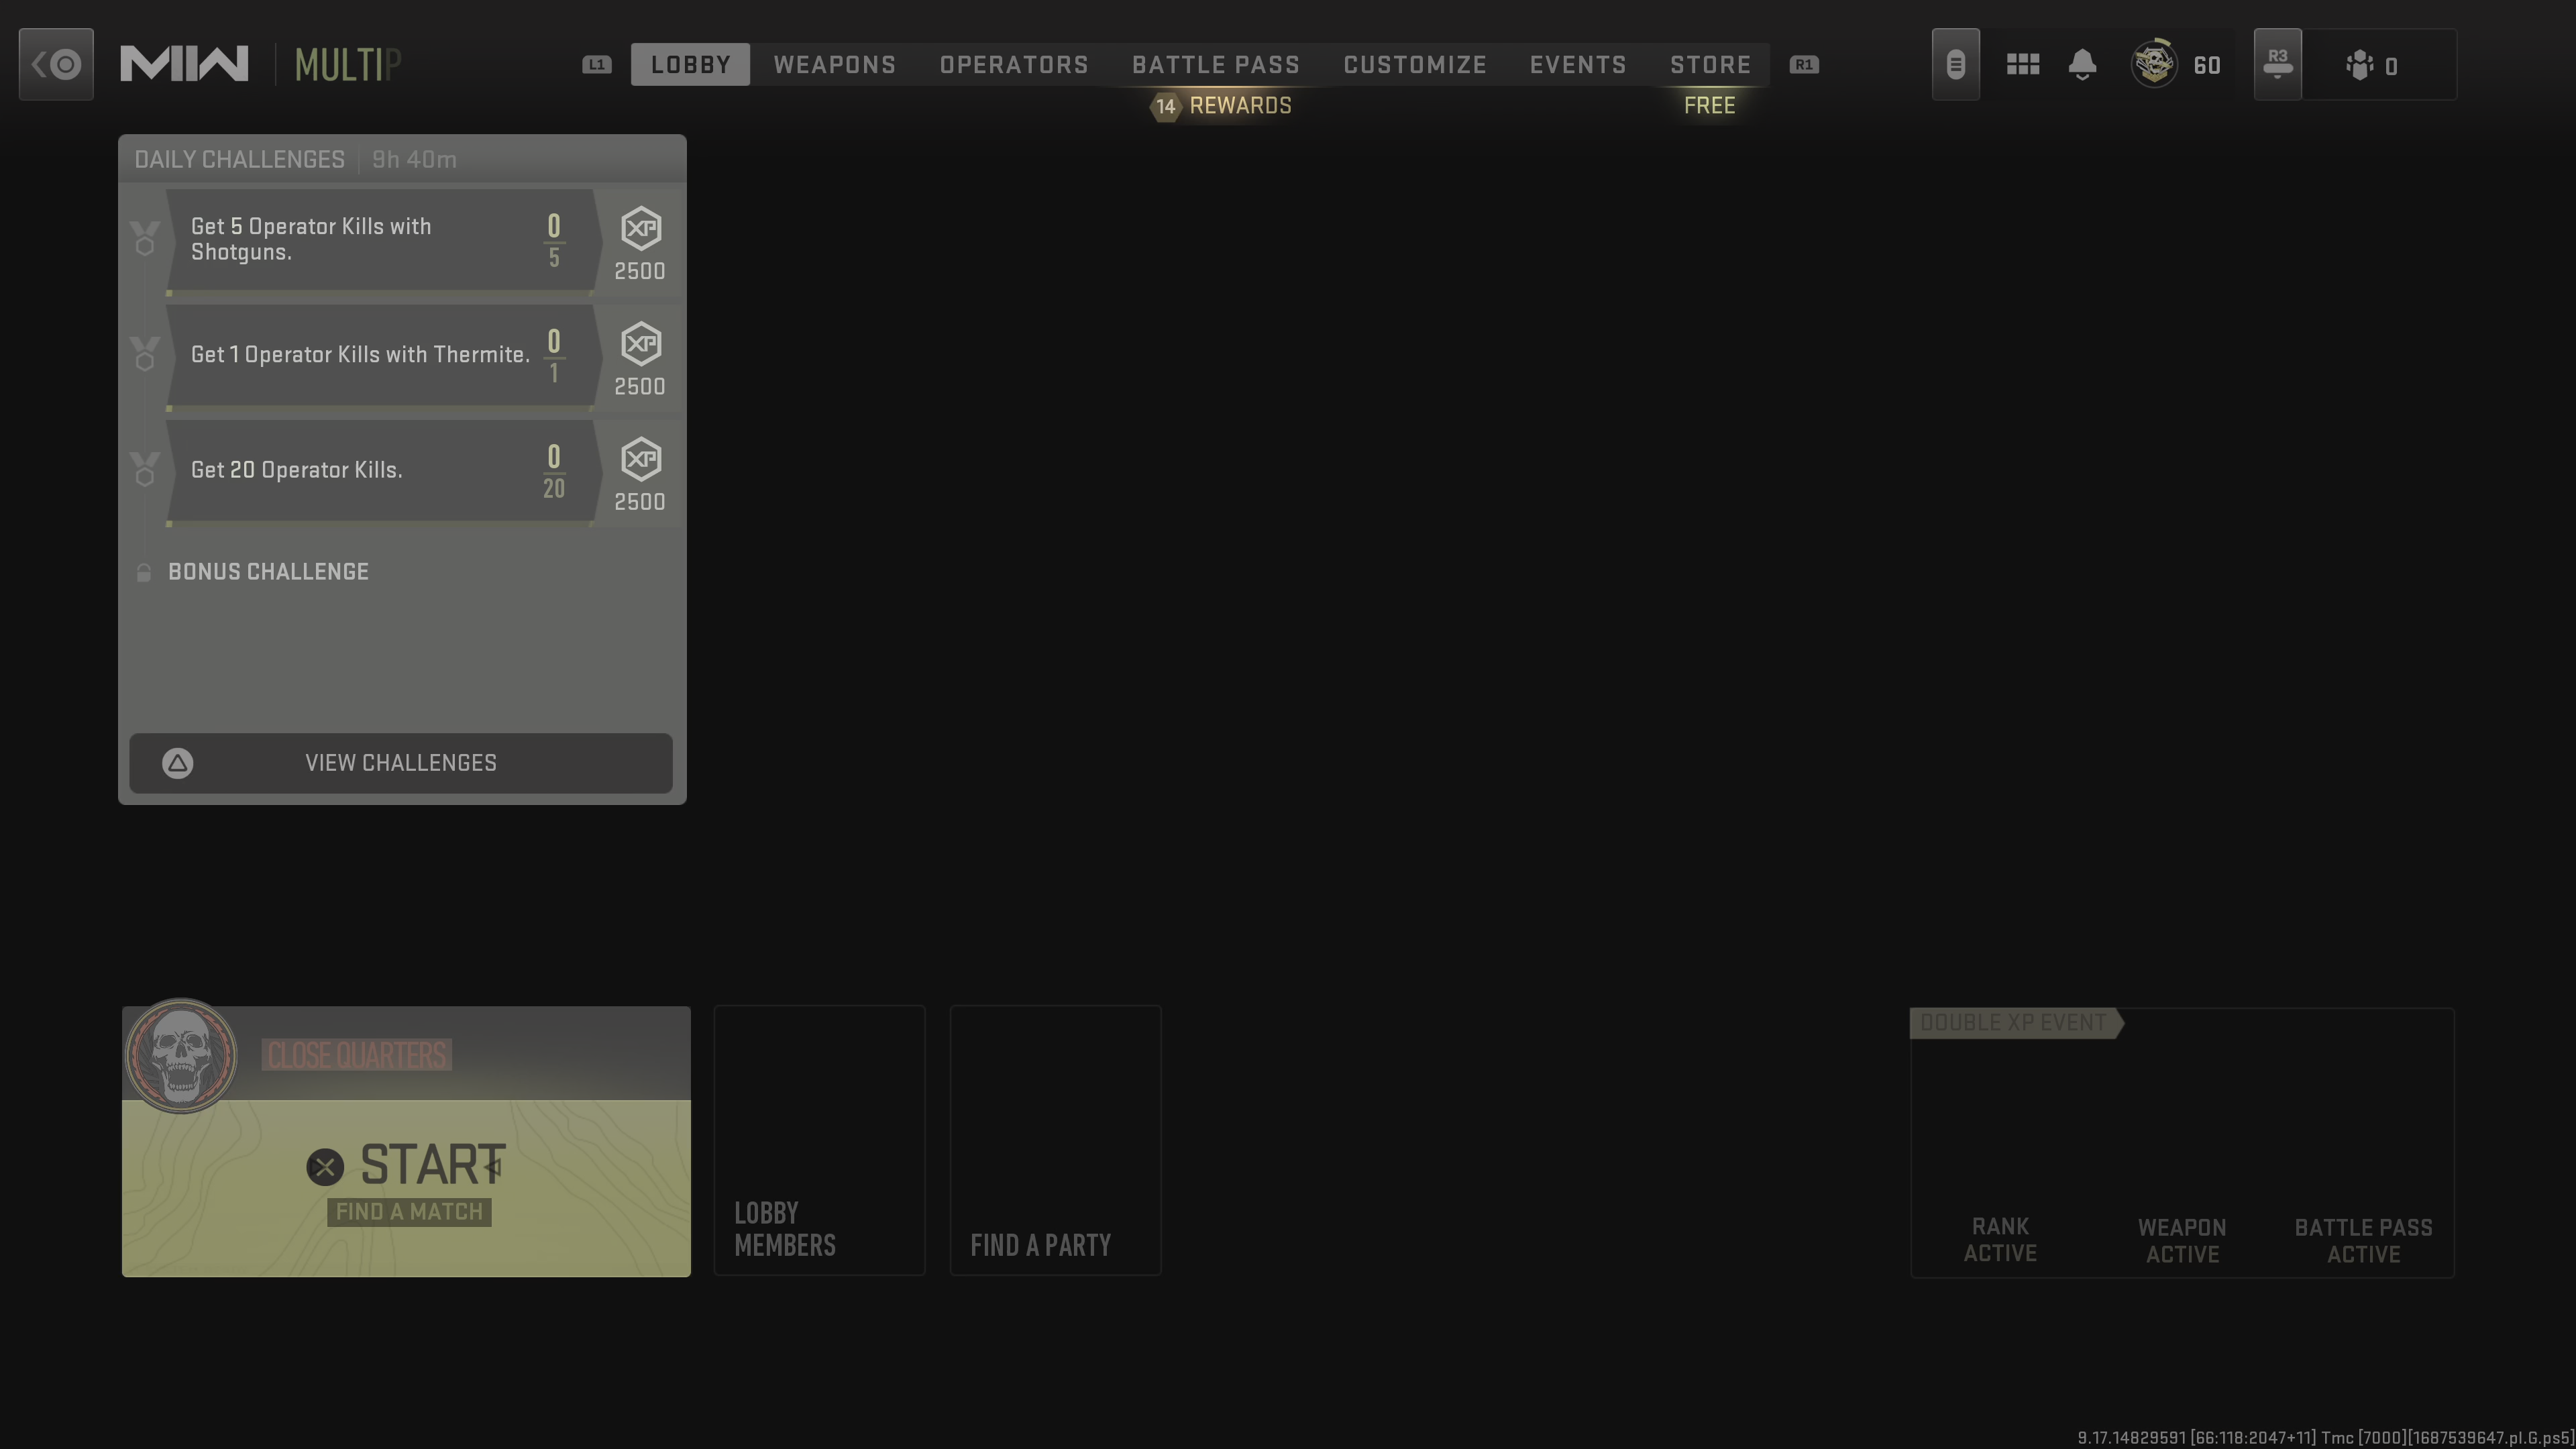 MW
MULTIP
L1
LOBBY
WEAPONS
OPERATORS
BATTLE PASS
CUSTOMIZE
EVENTS
STORE
R1
60
R3
0
14 REWARDS
FREE
DAILY CHALLENGES
9h 40m
Get 5 Operator Kills with
Shotguns.
0
5
XP
2500
Get 1 Operator Kills with Thermite.
0
1
XP
2500
Get 20 Operator Kills.
0
20
XP
2500
BONUS CHALLENGE
VIEW CHALLENGES
CLOSE QUARTERS
START
FIND A MATCH
LOBBY
MEMBERS
FIND A PARTY
DOUBLE XP EVENT
RANK
ACTIVE
WEAPON
ACTIVE
BATTLE PASS
ACTIVE
9.17.14829591 [66:118:2047+11] Tmc [7000][1687539647.pl.G.ps5]